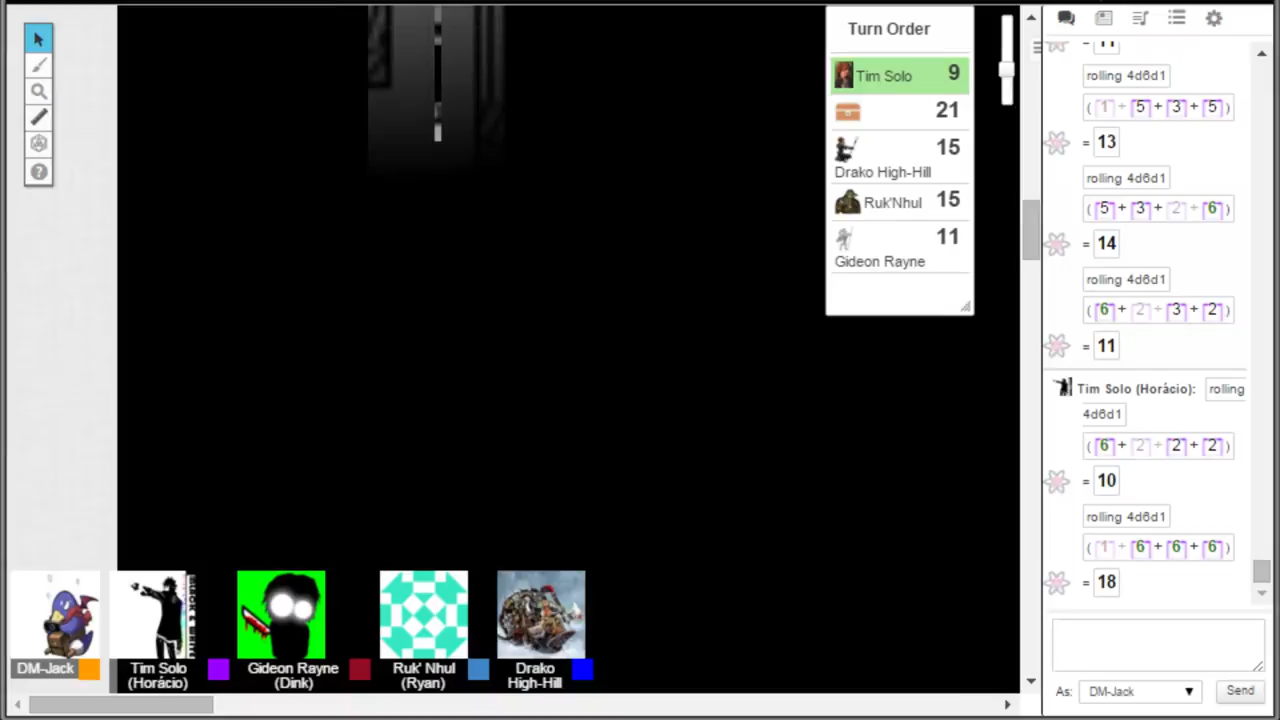 Turn Order
Tim Solo 9
21
15
Drako High-Hill
Ruk'Nhul 15
11
Gideon Rayne
rolling 4d6d1
(1+5+3+5)
= 13
rolling 4d6d1
(5+3+2+6)
= 14
rolling 4d6d1
(6+2+3+2)
= 11
Tim Solo (Horácio): rolling
4d6d1
(6+2+2+2)
= 10
rolling 4d6d1
(1+6+6+6)
= 18
As: DM-Jack
Send
DM-Jack
Tim Solo
(Horácio)
Gideon Rayne
(Dink)
Ruk' Nhul
(Ryan)
Drako
High-Hill